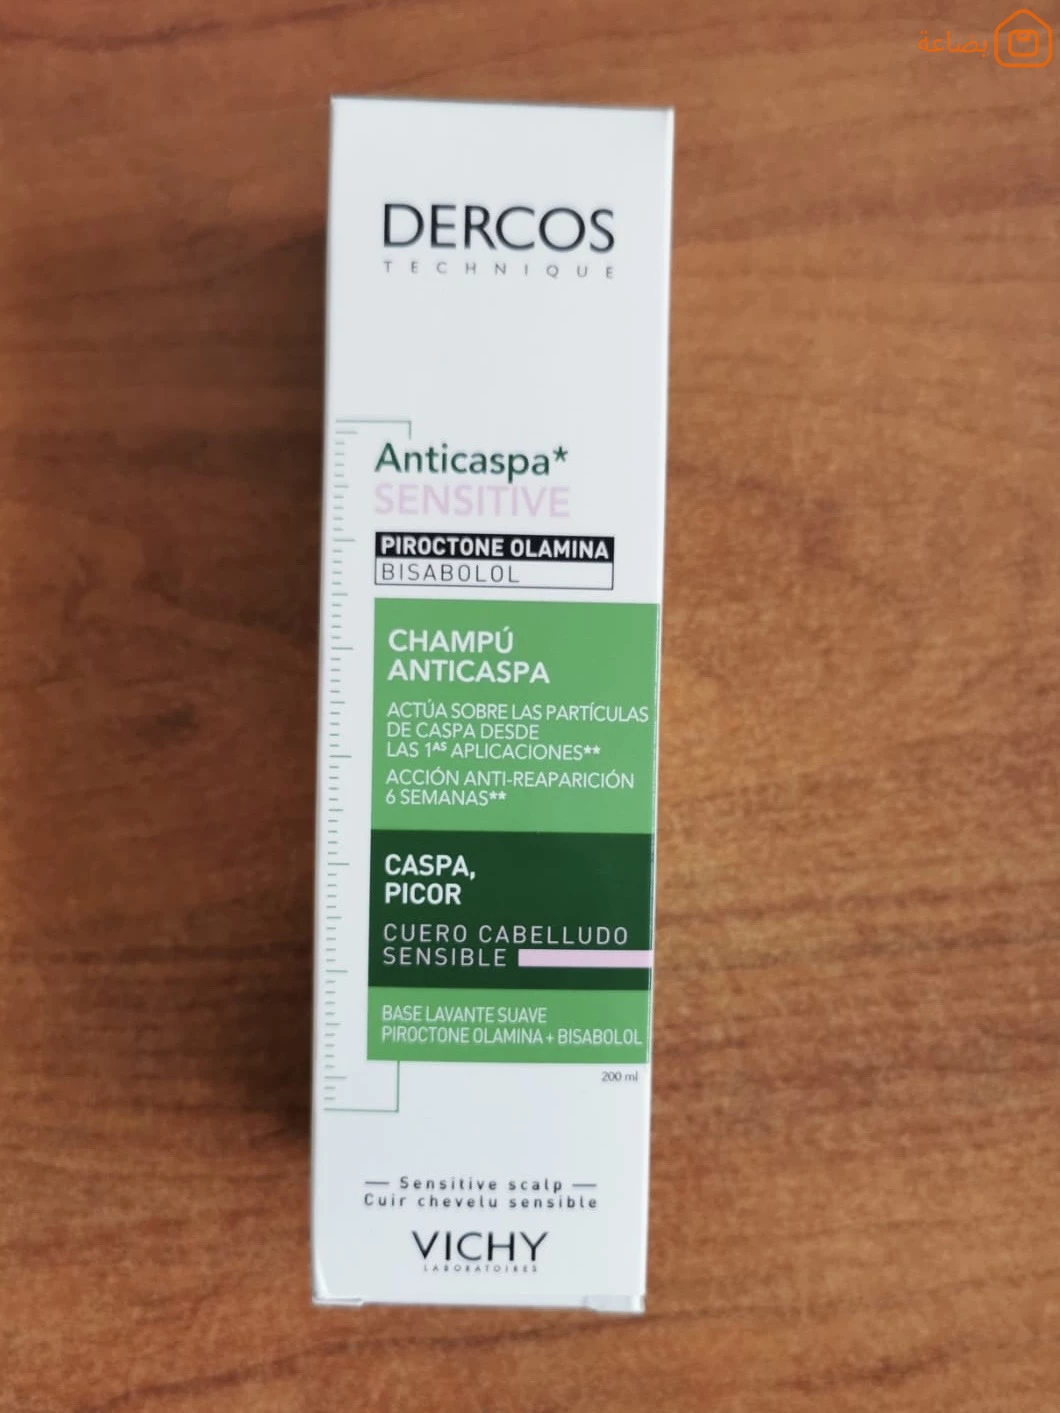 بضاعة
DERCOS
TECHNIQUE
Anticaspa*
SENSITIVE
PIROCTONE OLAMINA
BISABOLOL
CHAMPÚ
ANTICASPA
ACTÚA SOBRE LAS PARTÍCULAS
DE CASPA DESDE
LAS 1AS APLICACIONES**
ACCIÓN ANTI-REAPARICIÓN
6 SEMANAS**
CASPA,
PICOR
CUERO CABELLUDO
SENSIBLE
BASE LAVANTE SUAVE
PIROCTONE OLAMINA + BISABOLOL
200 ml
— Sensitive scalp —
Cuir chevelu sensible
VICHY
LABORATOIRES